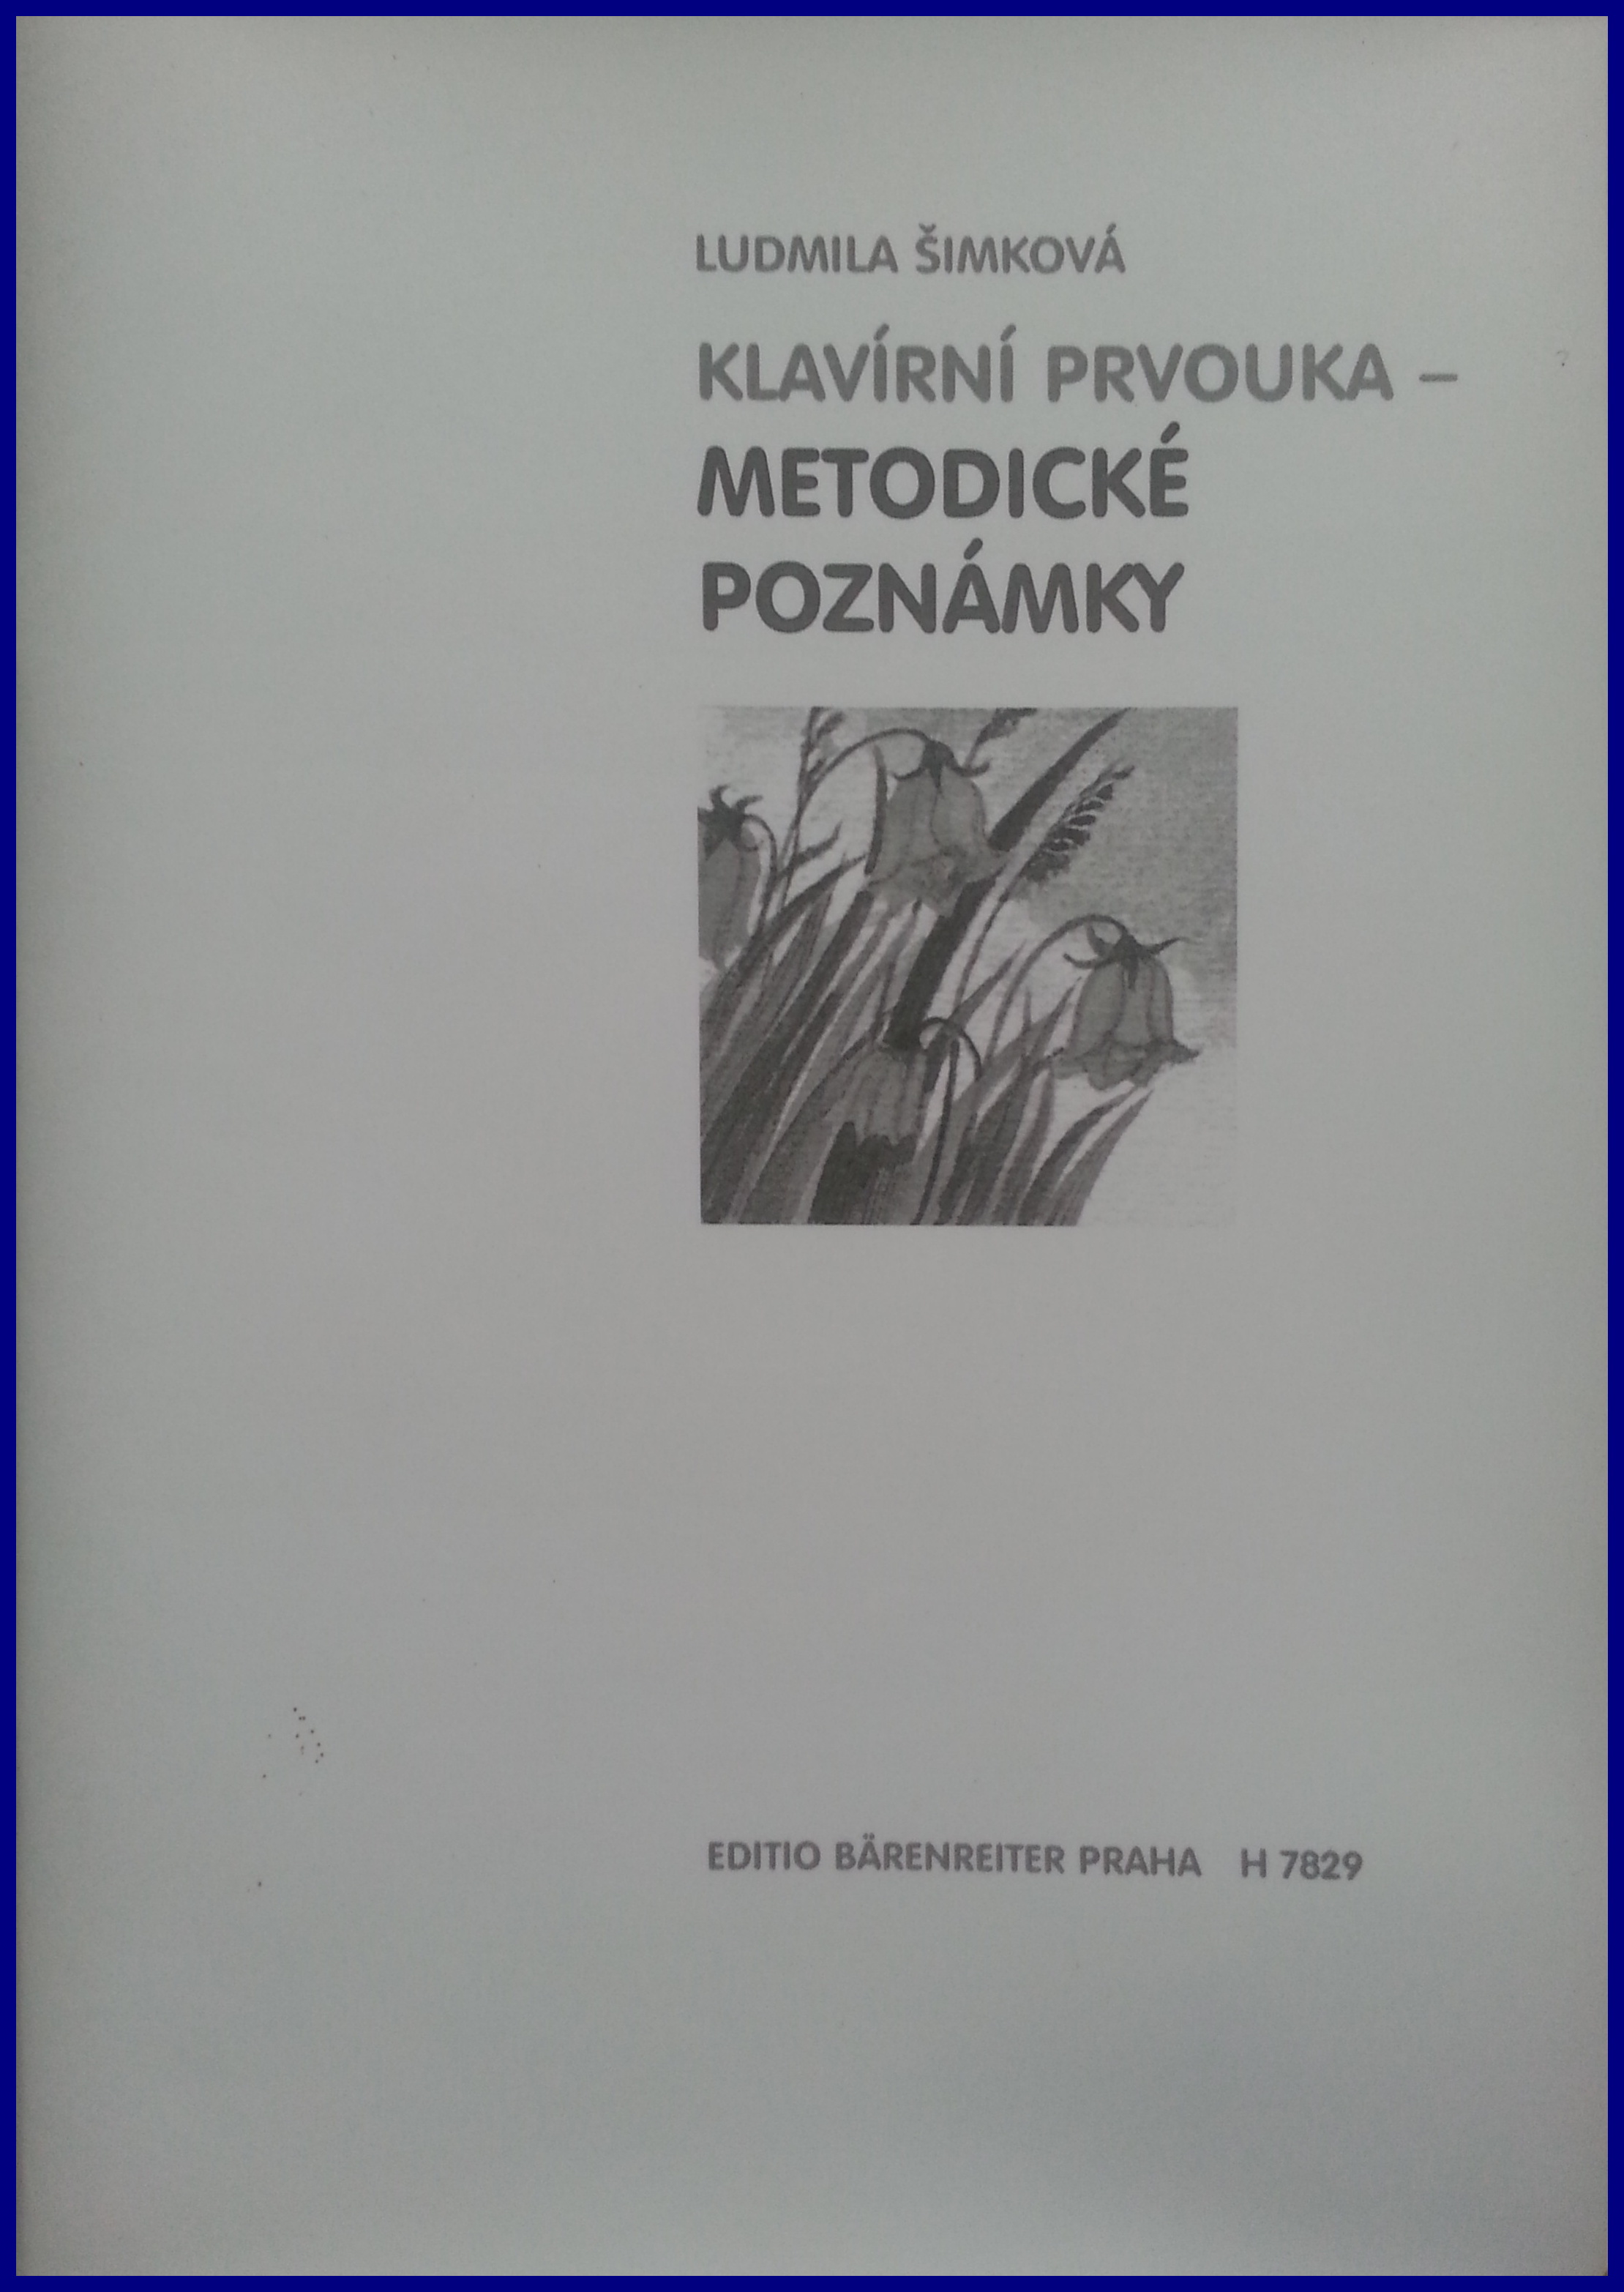 LUDMILA ŠIMKOVÁ
KLAVÍRNÍ PRVOUKA –
METODICKÉ
POZNÁMKY
EDITIO BÄRENREITER PRAHA H 7829